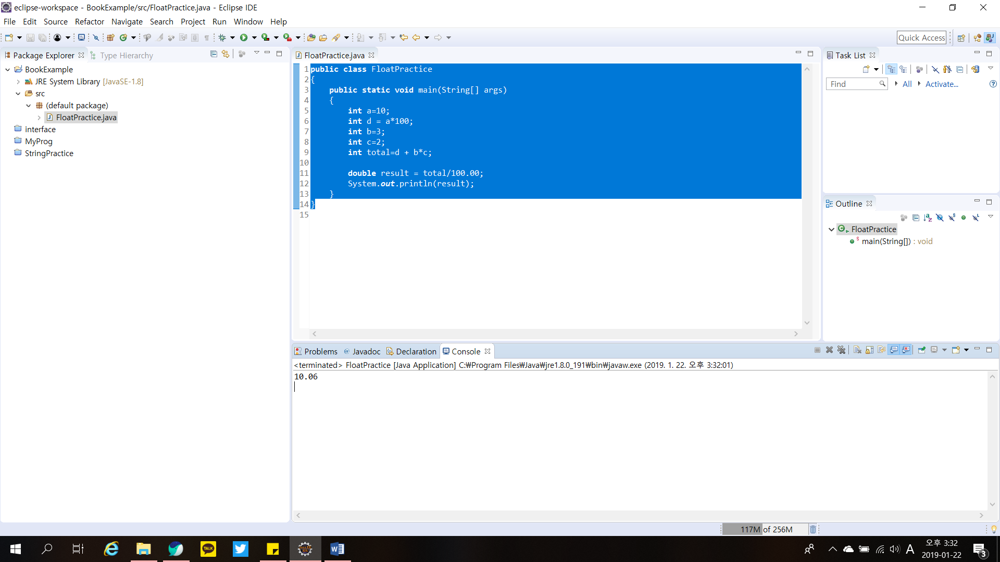 eclipse-workspace - BookExample/src/FloatPractice.java - Eclipse IDE
File Edit Source Refactor Navigate Search Project Run Window Help
Quick Access
Package Explorer
Type Hierarchy
BookExample
JRE System Library [JavaSE-1.8]
src
(default package)
FloatPractice.java
interface
MyProg
StringPractice
FloatPractice.java
1 public class FloatPractice
2 {
3 public static void main(String[] args)
4 {
5 int a=10;
6 int d = a*100;
7 int b=3;
8 int c=2;
9 int total=d + b*c;
10
11 double result = total/100.00;
12 System.out.println(result);
13 }
14 }
15
Task List
Find All Activate...
Outline
FloatPractice
main(String[]) : void
Problems Javadoc Declaration Console
<terminated> FloatPractice [Java Application] C:₩Program Files₩Java₩jre1.8.0_191₩bin₩javaw.exe (2019. 1. 22. 오후 3:32:01)
10.06
117M of 256M
TALK
A
오후 3:32
2019-01-22
3